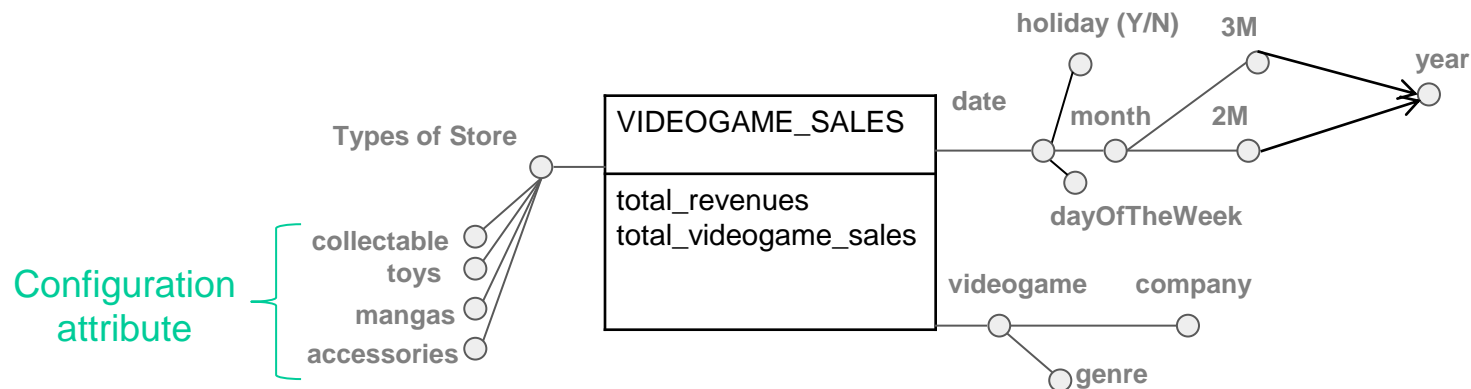 holiday (Y/N)
3M
year
date
VIDEOGAME_SALES
month
2M
Types of Store
total_revenues
total_videogame_sales
dayOfTheWeek
collectable
toys
mangas
accessories
Configuration
attribute
videogame
company
genre